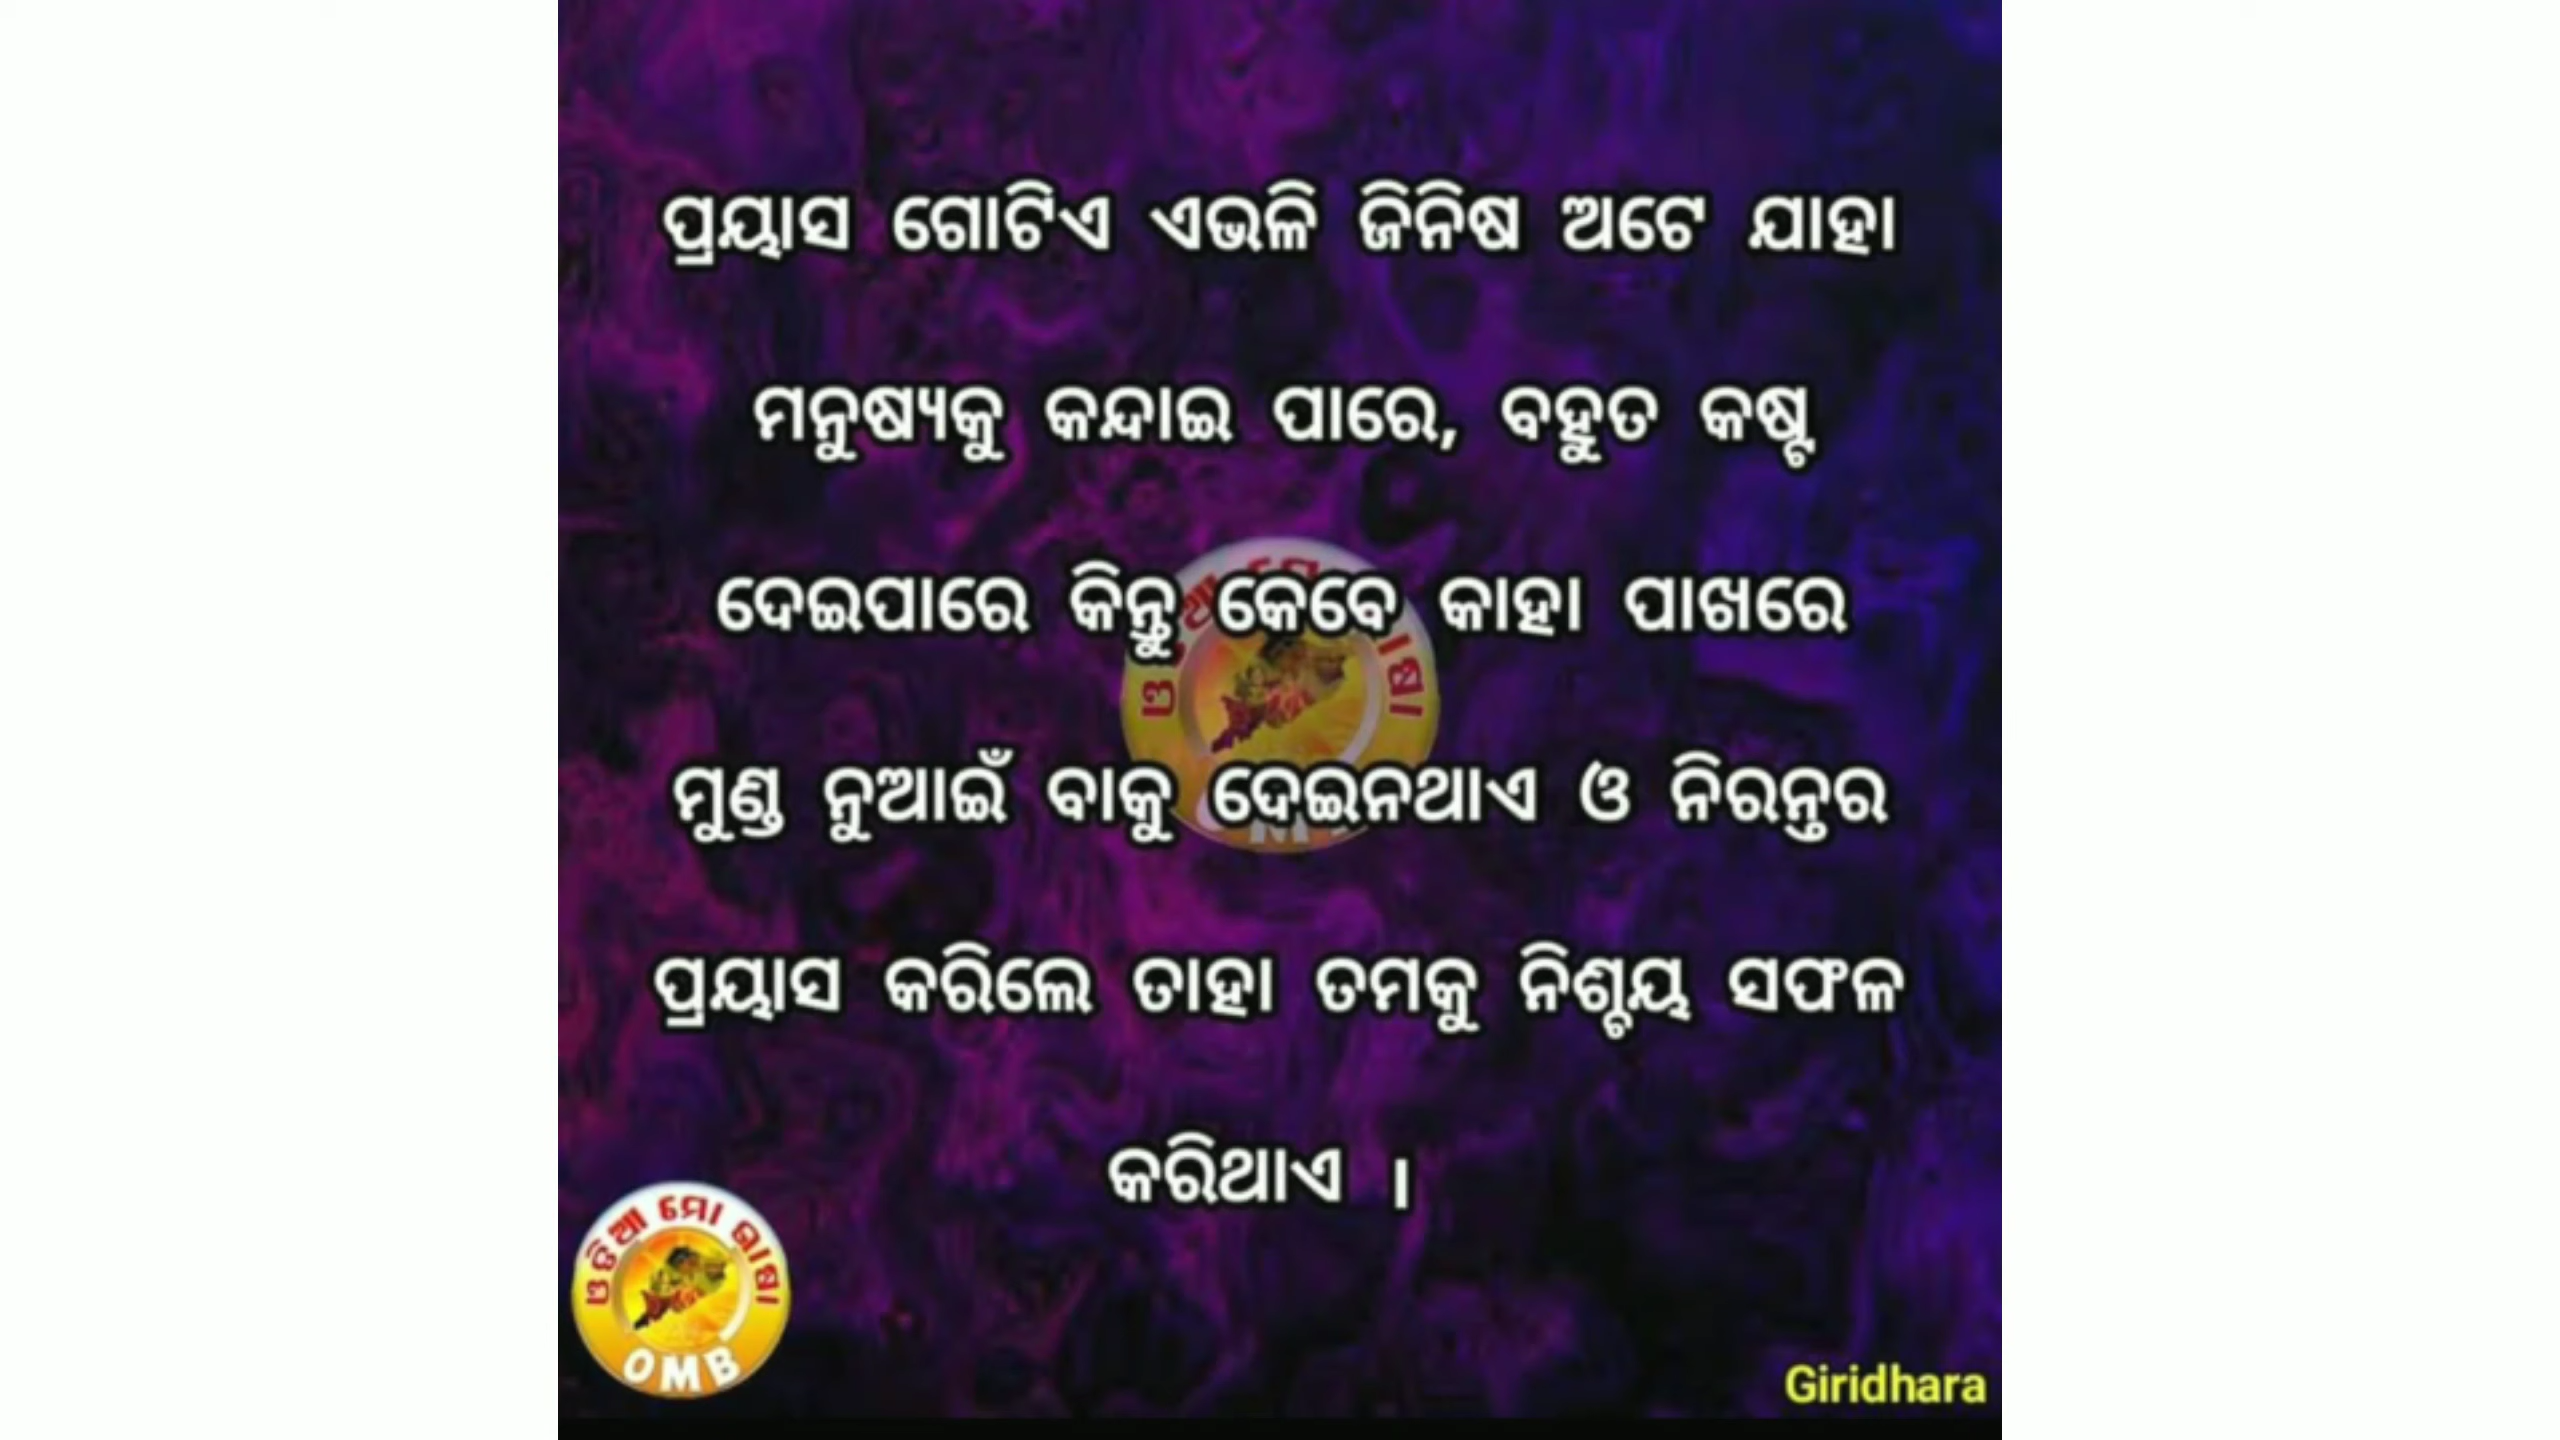 ପ୍ରୟାସ ଗୋଟିଏ ଏଭଳି ଜିନିଷ ଅଟେ ଯାହା
ମନୁଷ୍ୟକୁ କନ୍ଦାଇ ପାରେ, ବହୁତ କଷ୍ଟ
ଦେଇପାରେ କିନ୍ତୁ କେବେ କାହା ପାଖରେ
ମୁଣ୍ଡ ନୁଆଇଁ ବାକୁ ଦେଇନଥାଏ ଓ ନିରନ୍ତର
ପ୍ରୟାସ କରିଲେ ତାହା ତମକୁ ନିଶ୍ଚୟ ସଫଳ
କରିଥାଏ ।
ଓଡିଆ ମୋ ଭାଷା
OMB
Giridhara